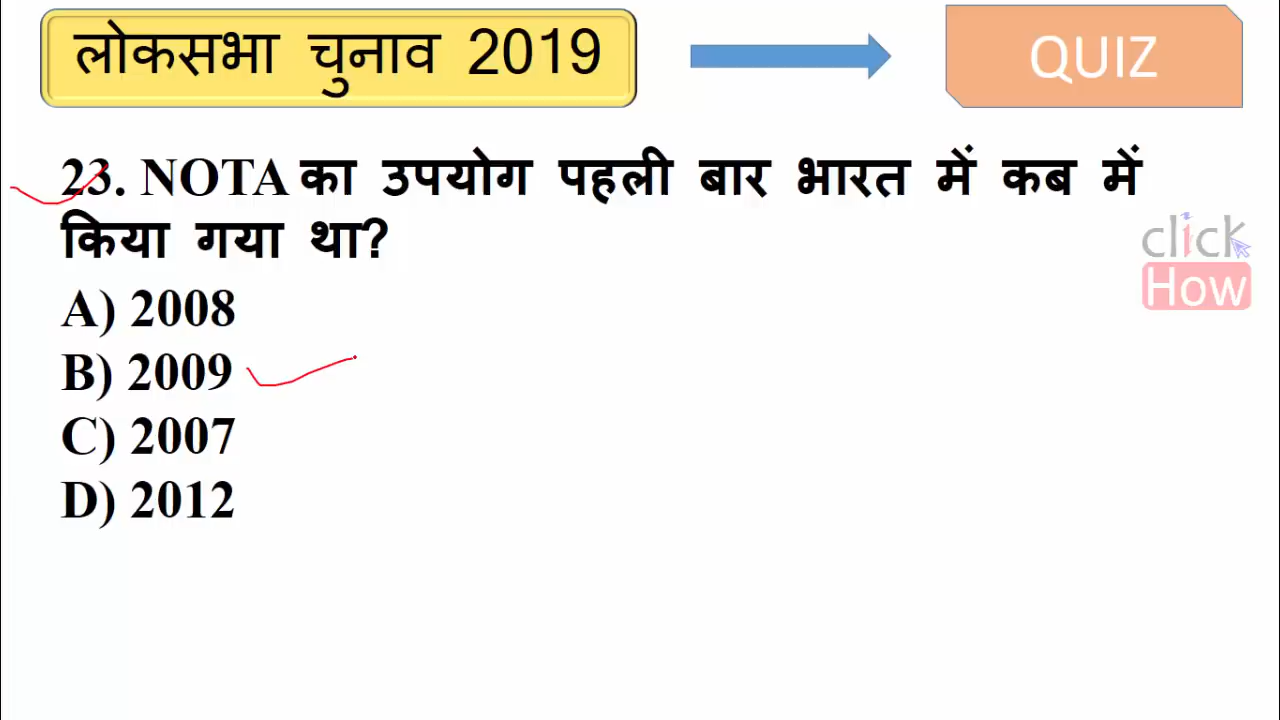 लोकसभा चुनाव 2019
QUIZ
23. NOTA का उपयोग पहली बार भारत में कब में
किया गया था?
click
How
A) 2008
B) 2009
C) 2007
D) 2012